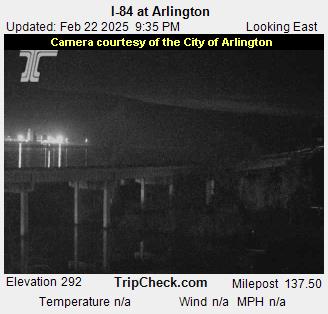 I-84 at Arlington
Updated: Feb 22 2025 9:35 PM Looking East
Camera courtesy of the City of Arlington
Elevation 292 TripCheck.com Milepost 137.50
Temperature n/a Wind n/a MPH n/a